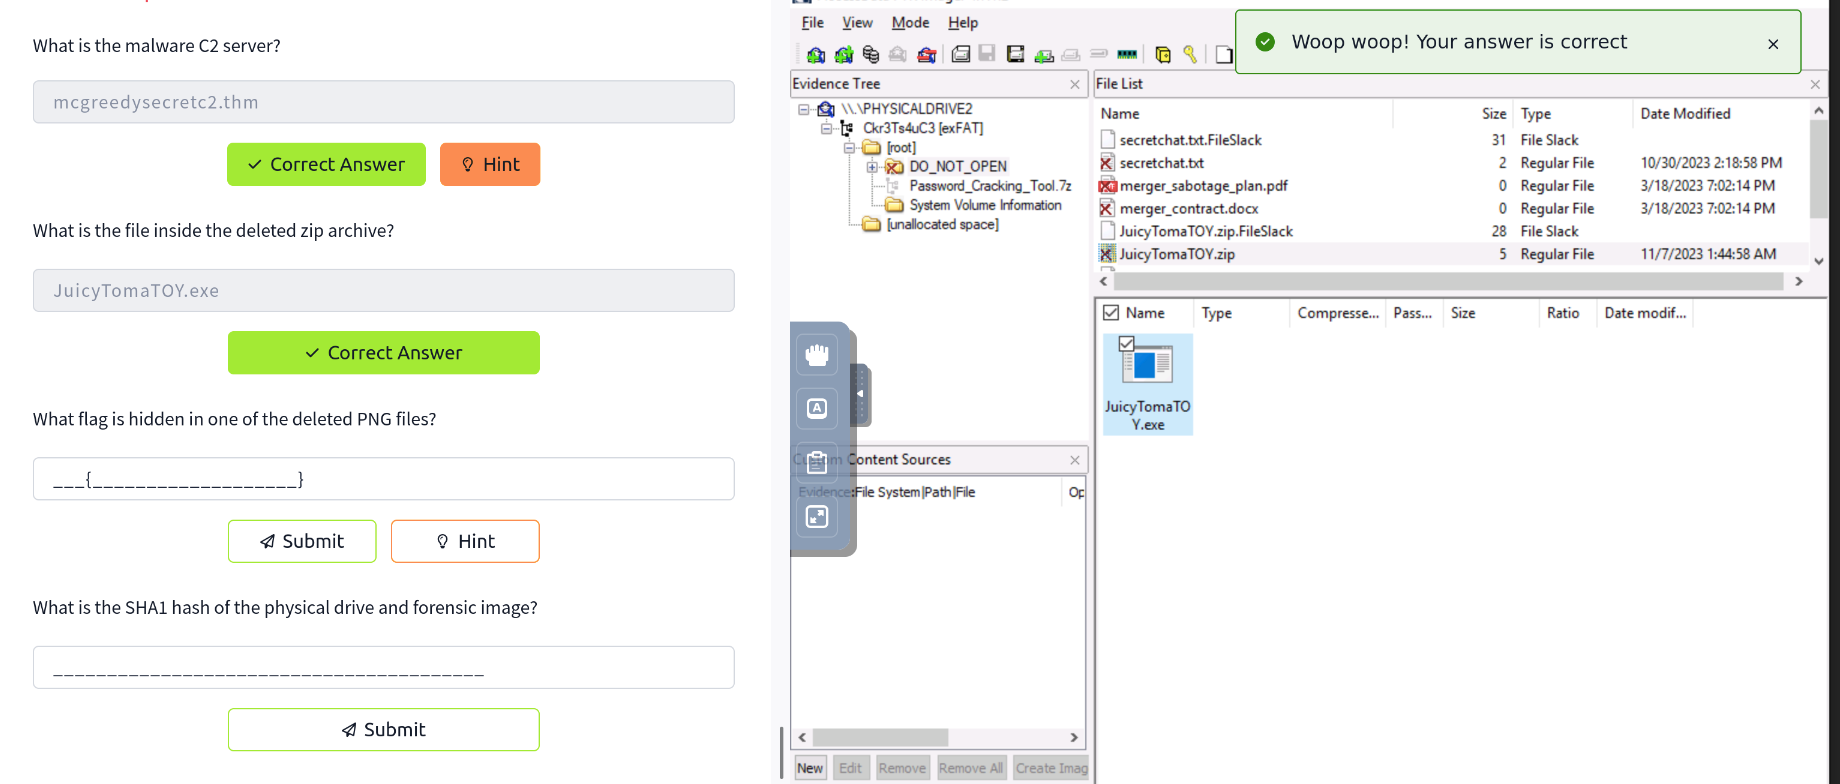 What is the malware C2 server?
mcgreedysecretc2.thm
Correct Answer
Hint
What is the file inside the deleted zip archive?
JuicyTomaTOY.exe
Correct Answer
What flag is hidden in one of the deleted PNG files?
___{___________________}
Submit
Hint
What is the SHA1 hash of the physical drive and forensic image?
________________________________________
Submit
File View Mode Help
Woop woop! Your answer is correct
Evidence Tree
\\.\PHYSICALDRIVE2
Ckr3Ts4uC3 [exFAT]
[root]
DO_NOT_OPEN
Password_Cracking_Tool.7z
System Volume Information
[unallocated space]
File List
Name Size Type Date Modified
secretchat.txt.FileSlack 31 File Slack
secretchat.txt 2 Regular File 10/30/2023 2:18:58 PM
merger_sabotage_plan.pdf 0 Regular File 3/18/2023 7:02:14 PM
merger_contract.docx 0 Regular File 3/18/2023 7:02:14 PM
JuicyTomaTOY.zip.FileSlack 28 File Slack
JuicyTomaTOY.zip 5 Regular File 11/7/2023 1:44:58 AM
Name Type Compresse... Pass... Size Ratio Date modif...
JuicyTomaTO
Y.exe
A
Custom Content Sources
Evidence:File System|Path|File Op
New Edit Remove Remove All Create Imag